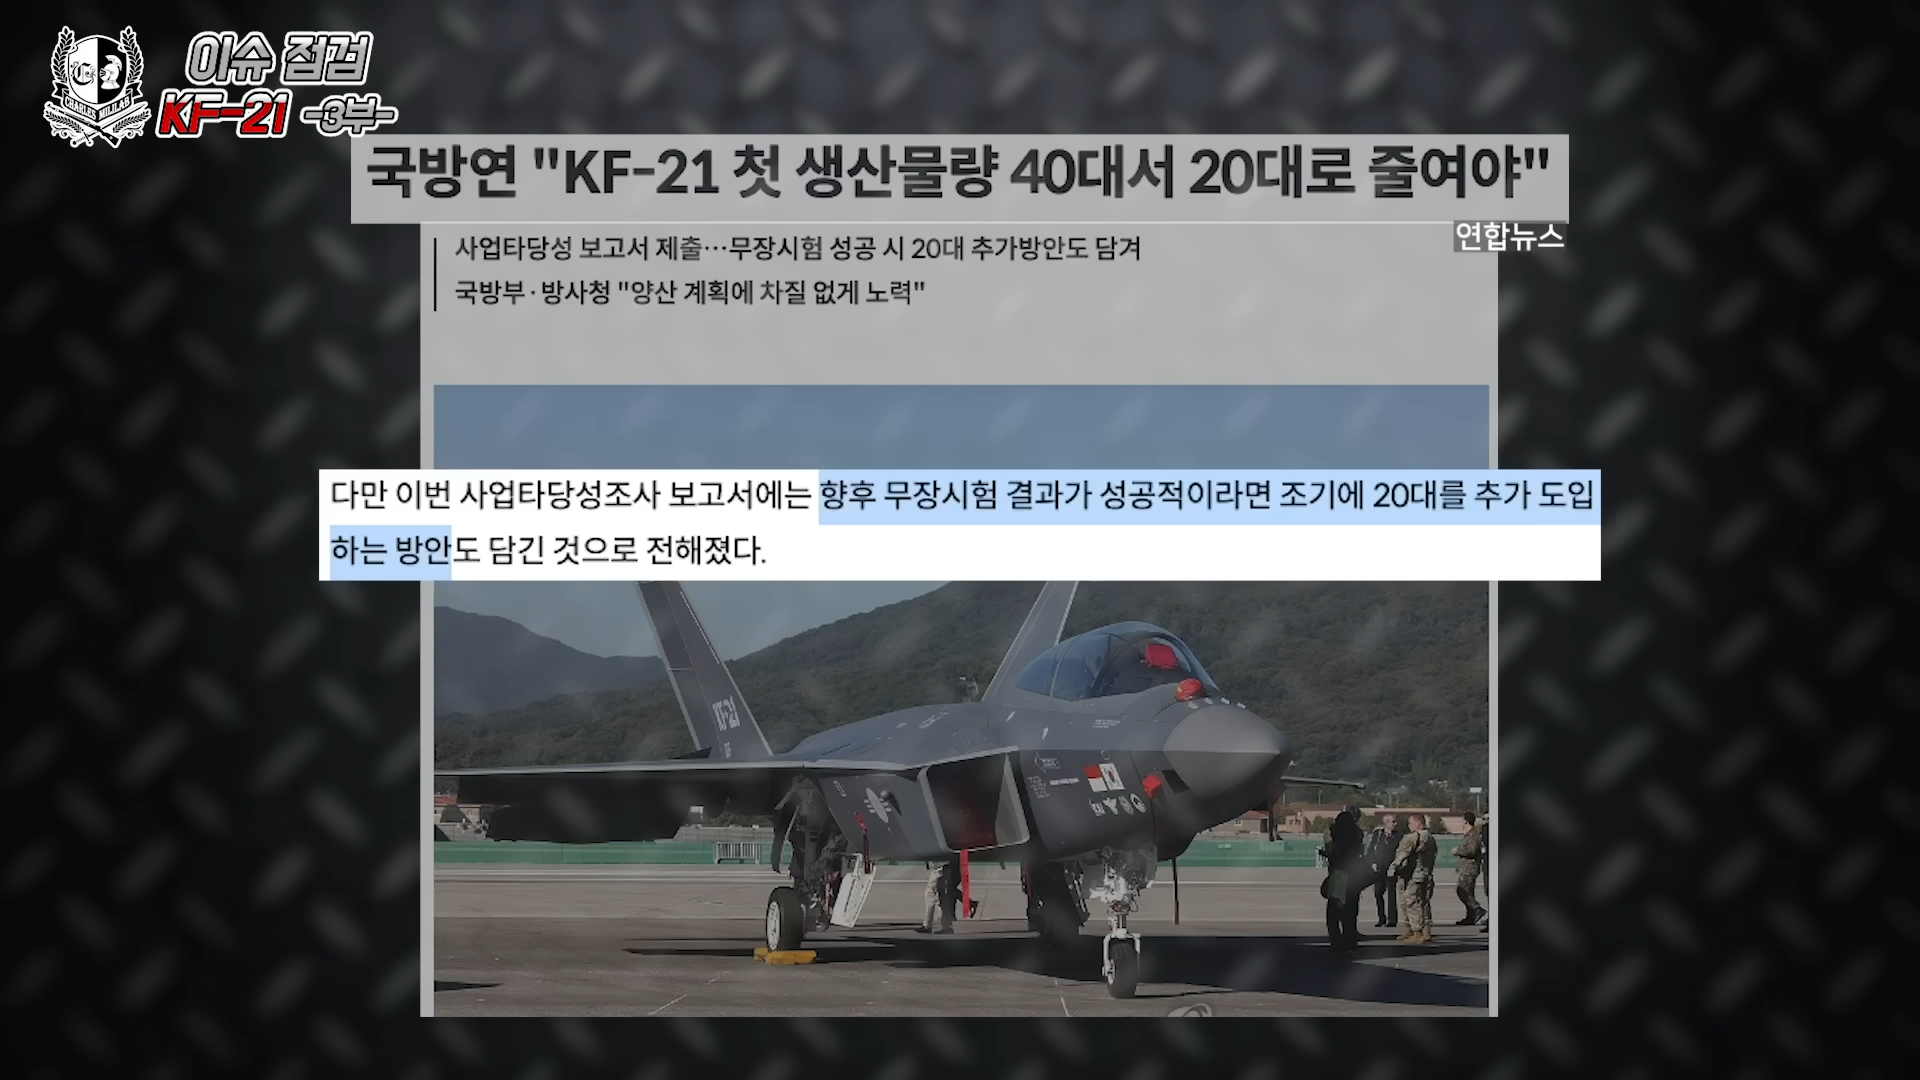 CHARLES MILILAB
이슈 점검
KF-21 -3부-
국방연 "KF-21 첫 생산물량 40대서 20대로 줄여야"
연합뉴스
사업타당성 보고서 제출…무장시험 성공 시 20대 추가방안도 담겨
국방부·방사청 "양산 계획에 차질 없게 노력"
다만 이번 사업타당성조사 보고서에는 향후 무장시험 결과가 성공적이라면 조기에 20대를 추가 도입
하는 방안도 담긴 것으로 전해졌다.
KF-21